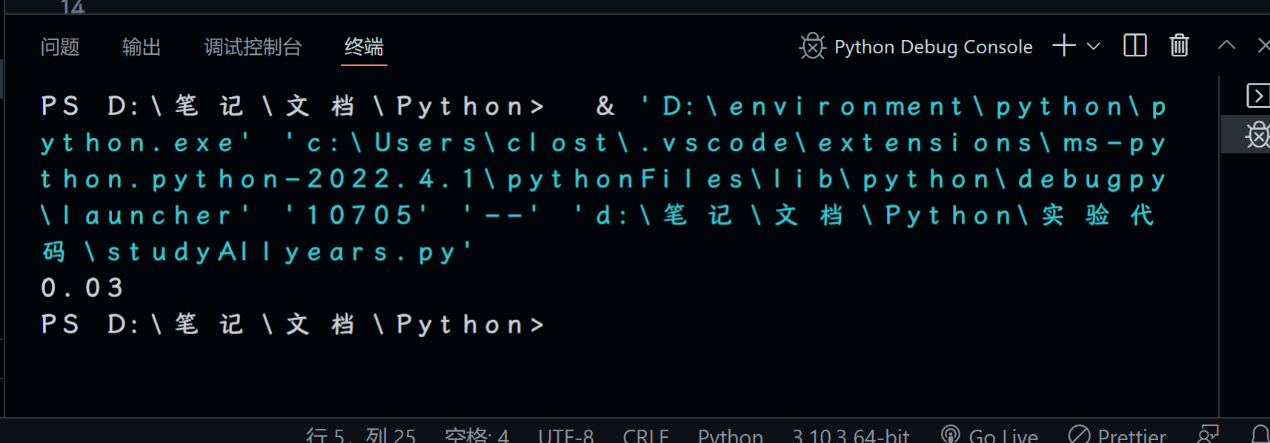 14
问题 输出 调试控制台 终端 Python Debug Console
PS D:\笔记\文档\Python> & 'D:\environment\python\p
ython.exe' 'c:\Users\clost\.vscode\extensions\ms-py
thon.python-2022.4.1\pythonFiles\lib\python\debugpy
\launcher' '10705' '--' 'd:\笔记\文档\Python\实验代
码\studyAllyears.py'
0.03
PS D:\笔记\文档\Python>
行 5, 列 25 空格: 4 UTF-8 CRLF Python 3.10.3 64-bit Go Live Prettier